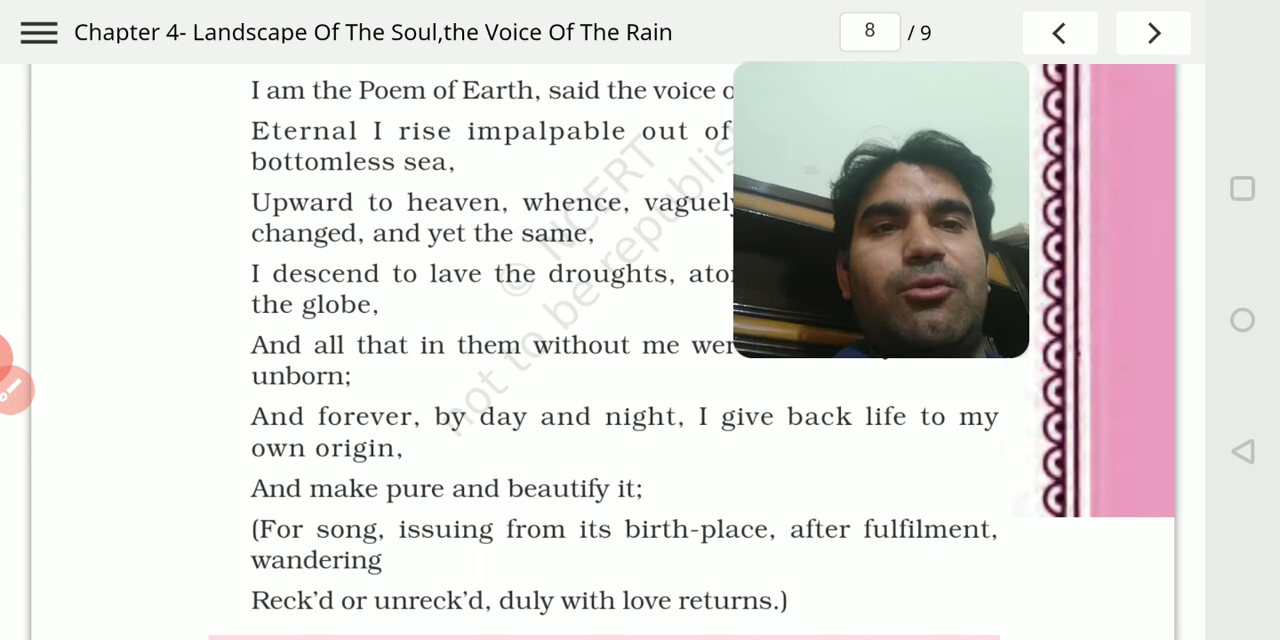 Chapter 4- Landscape Of The Soul,the Voice Of The Rain
8 / 9
I am the Poem of Earth, said the voice
Eternal I rise impalpable out of
bottomless sea,
Upward to heaven, whence,
changed, and yet the same,
I descend to lave the droughts,
the globe,
And all that in them without me
unborn;
And forever, by day and night, I give back life to my
own origin,
And make pure and beautify it;
(For song, issuing from its birth-place, after fulfilment,
wandering
Reck'd or unreck'd, duly with love returns.)
© NCERT
not to be